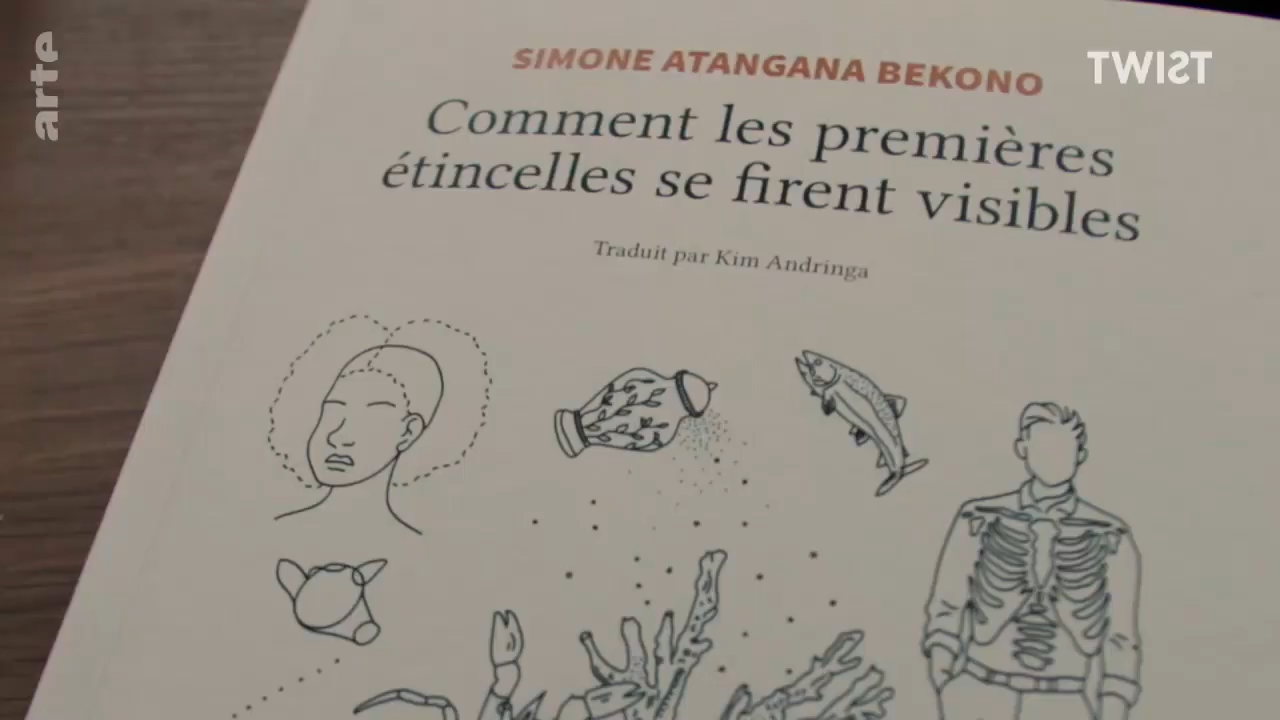 arte
TWIST
SIMONE ATANGANA BEKONO
Comment les premières
étincelles se firent visibles
Traduit par Kim Andringa